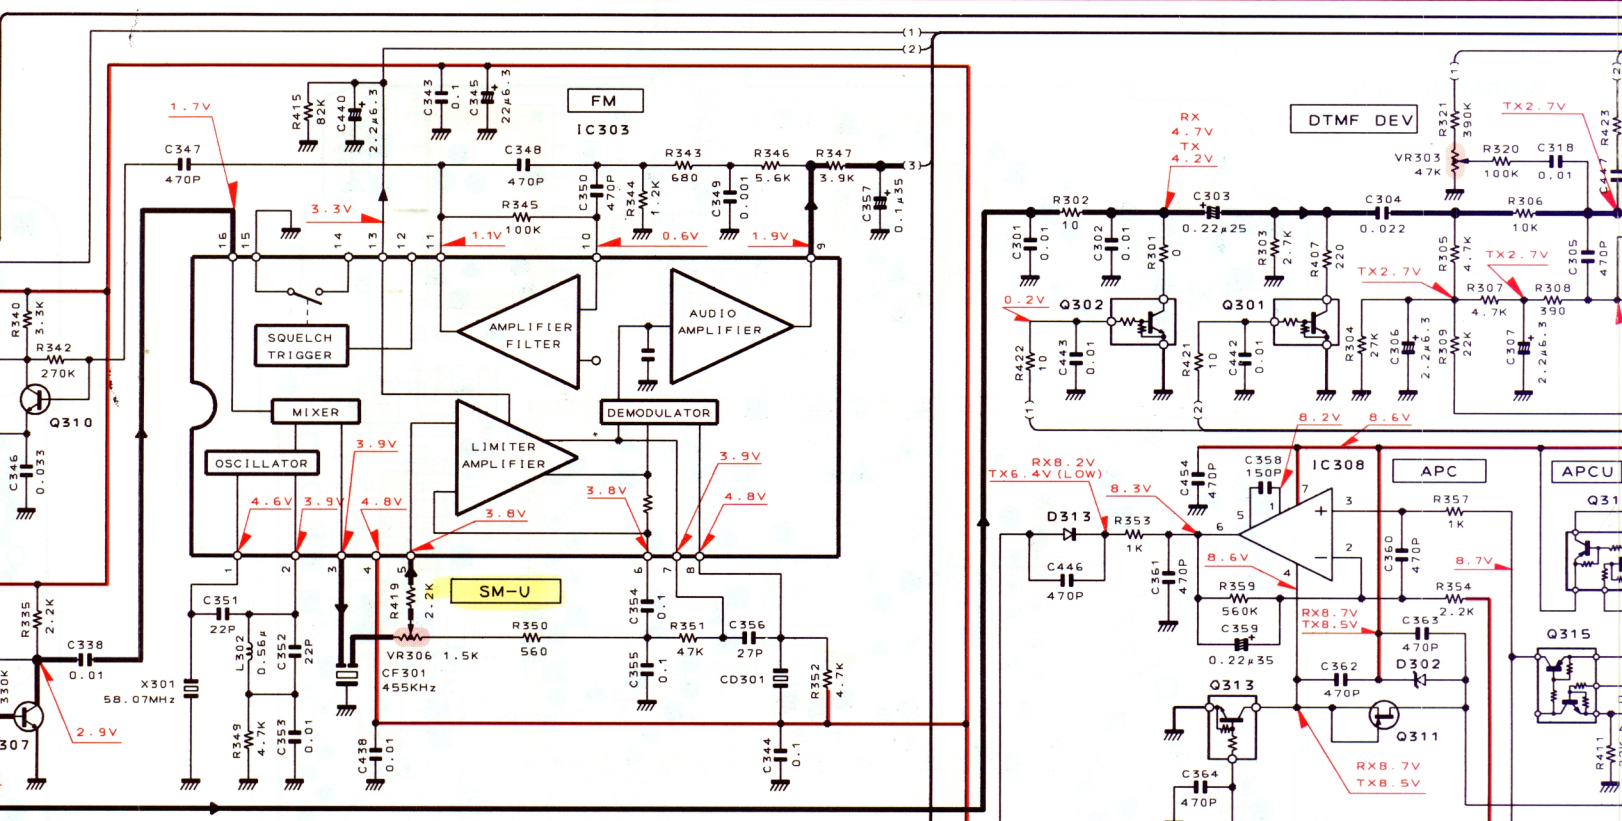 (1)
(2)
FM
IC303
R415
82K
C440
2.2µ6.3
C343
0.1
C345
22µ6.3
1.7V
C347
470P
C348
470P
C350
470P
R344
1.2K
R343
680
C349
0.001
R346
5.6K
R347
3.9K
(3)
C357
0.1µ35
R345
100K
3.3V
1.1V
0.6V
1.9V
16
15
14
13
12
11
10
9
SQUELCH
TRIGGER
AMPLIFIER
FILTER
AUDIO
AMPLIFIER
MIXER
OSCILLATOR
LIMITER
AMPLIFIER
DEMODULATOR
4.6V
3.9V
3.9V
4.8V
3.8V
3.8V
3.9V
4.8V
1
2
3
4
5
6
7
8
R340
3.3K
R342
270K
Q310
C346
0.033
R335
2.2K
C338
0.01
330K
307
2.9V
C351
22P
X301
58.07MHz
L302
0.56µ
C352
22P
R349
4.7K
C353
0.01
R419
2.2K
SM-U
VR306 1.5K
CF301
455KHz
C438
0.01
R350
560
C354
0.1
C355
0.1
R351
47K
C356
27P
CD301
R352
4.7K
C344
0.1
DTMF DEV
RX
4.7V
TX
4.2V
C301
0.01
R302
10
C302
0.01
R301
0
C303
0.22µ25
R303
2.7K
R407
220
C304
0.022
R321
390K
(1)
VR303
47K
R320
100K
C318
0.01
TX2.7V
R423
(2)
R306
10K
R305
4.7K
C305
470P
TX2.7V
TX2.7V
R307
4.7K
R308
390
R304
27K
C306
2.2µ6.3
R309
22K
C307
2.2µ6.3
0.2V
Q302
R422
10
C443
0.01
(1)
Q301
R421
10
C442
0.01
(2)
8.2V
8.6V
RX8.2V
TX6.4V(LOW)
8.3V
C454
470P
C358
150P
IC308
APC
APCU
5
1
7
3
6
2
4
+
−
D313
R353
1K
C446
470P
C361
470P
8.6V
R359
560K
C359
0.22µ35
C360
470P
R357
1K
8.7V
R354
2.2K
RX8.7V
TX8.5V
C363
470P
D302
C362
470P
Q313
Q311
Q315
Q31
R411
C364
470P
RX8.7V
TX8.5V